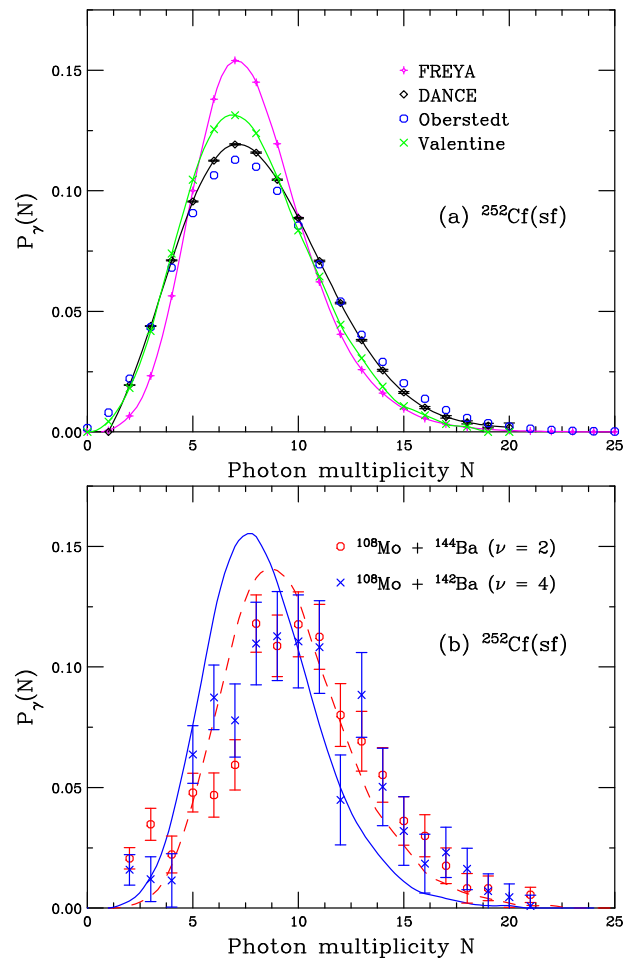 0.15
0.10
0.05
0.00
P_γ(N)
FREYA
DANCE
Oberstedt
Valentine
(a) ²⁵²Cf(sf)
0 5 10 15 20 25
Photon multiplicity N
0.15
0.10
0.05
0.00
P_γ(N)
¹⁰⁸Mo + ¹⁴⁴Ba (ν = 2)
¹⁰⁸Mo + ¹⁴²Ba (ν = 4)
(b) ²⁵²Cf(sf)
0 5 10 15 20 25
Photon multiplicity N